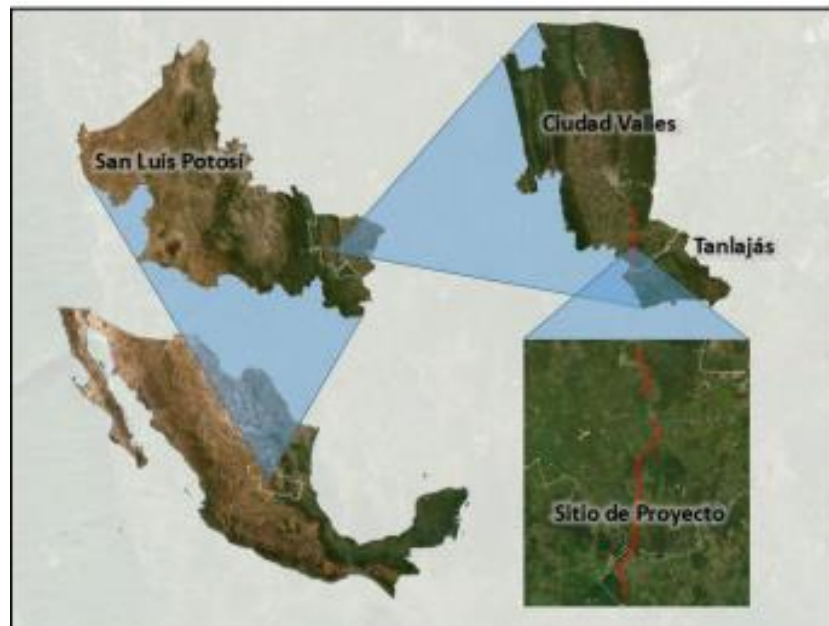 San Luis Potosí
Ciudad Valles
Tanlajás
Sitio de Proyecto